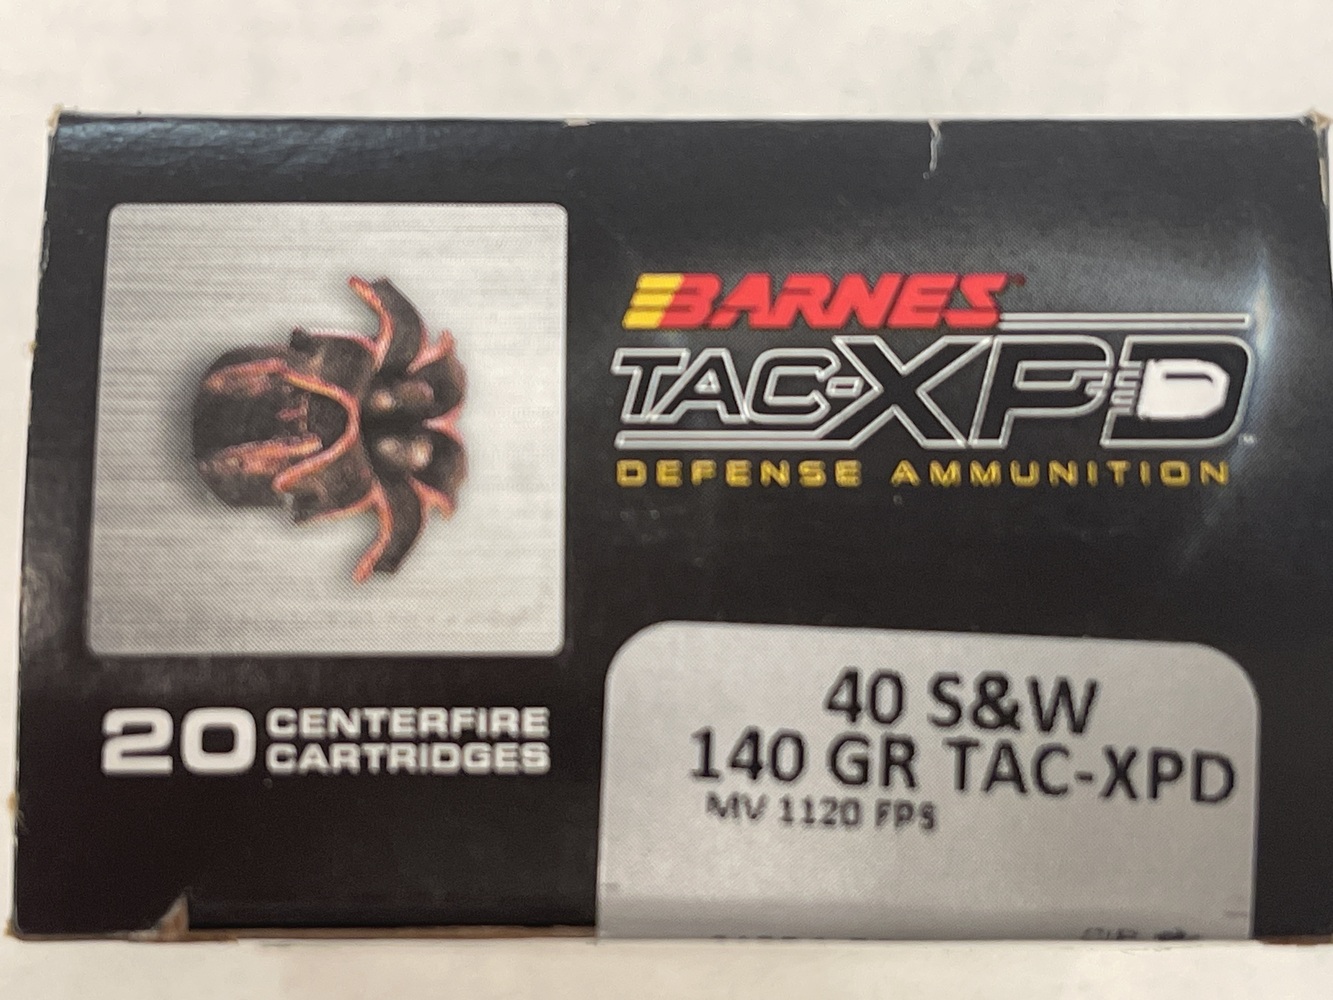 BARNES
TAC-XPD
DEFENSE AMMUNITION
20 CENTERFIRE
CARTRIDGES
40 S&W
140 GR TAC-XPD
MV 1120 FPS